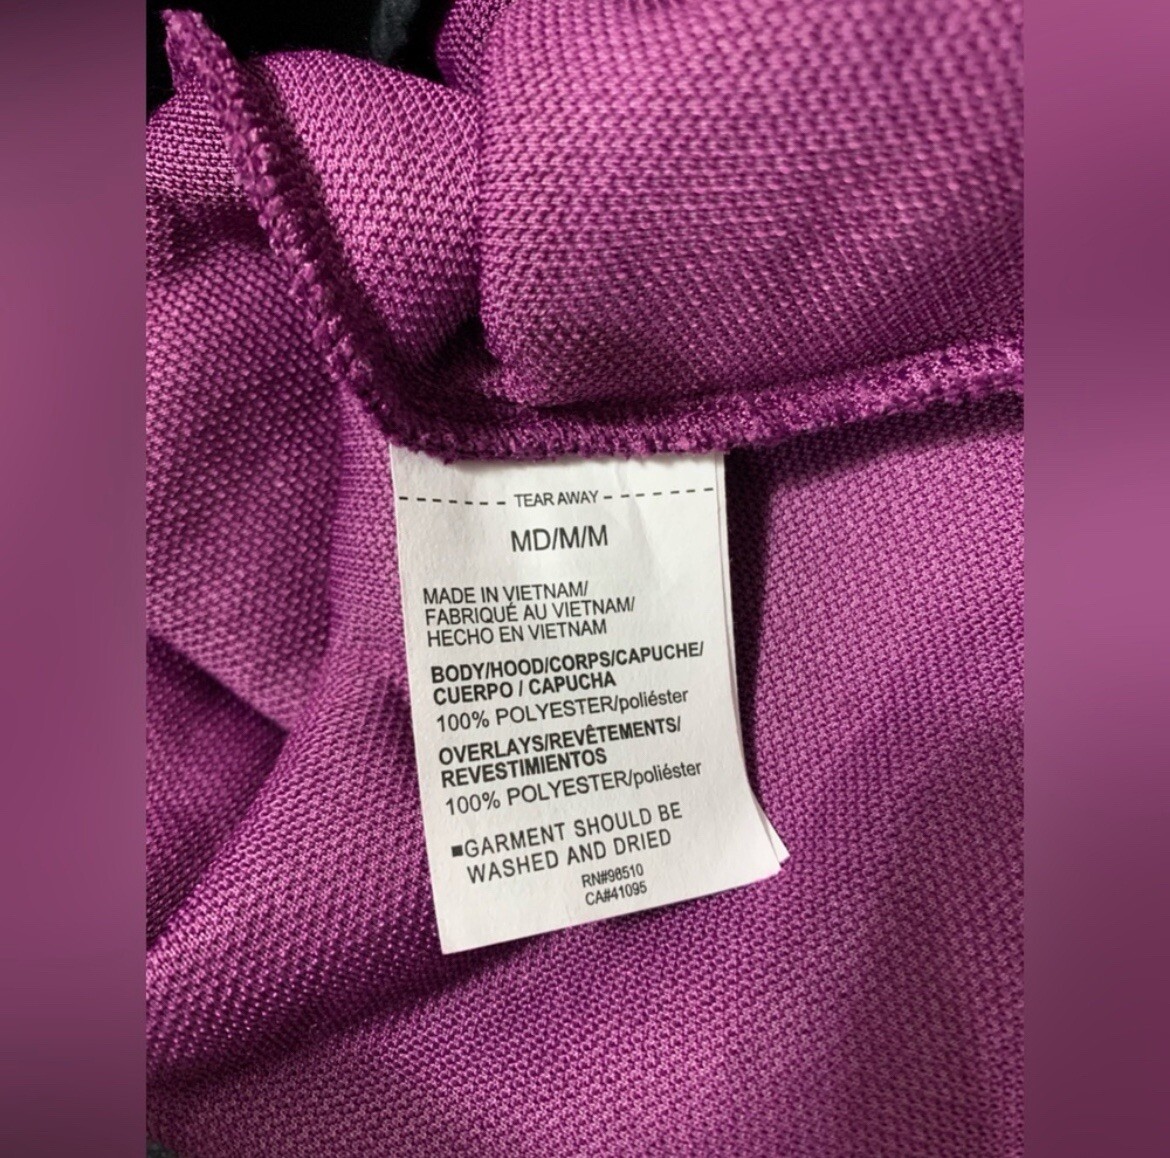 TEAR AWAY
MD/M/M
MADE IN VIETNAM/
FABRIQUÉ AU VIETNAM/
HECHO EN VIETNAM
BODY/HOOD/CORPS/CAPUCHE/
CUERPO / CAPUCHA
100% POLYESTER/poliéster
OVERLAYS/REVÊTEMENTS/
REVESTIMIENTOS
100% POLYESTER/poliéster
■GARMENT SHOULD BE
WASHED AND DRIED
RN#98510
CA#41095